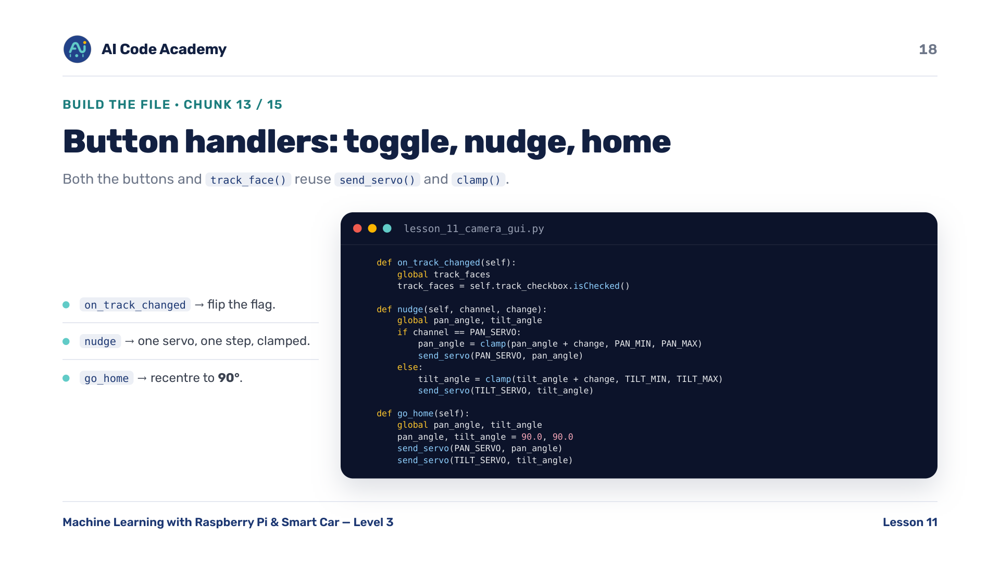 AI Code Academy
18
BUILD THE FILE • CHUNK 13 / 15
Button handlers: toggle, nudge, home
Both the buttons and track_face() reuse send_servo() and clamp().
on_track_changed → flip the flag.
nudge → one servo, one step, clamped.
go_home → recentre to 90°.
lesson_11_camera_gui.py
    def on_track_changed(self):
        global track_faces
        track_faces = self.track_checkbox.isChecked()
    def nudge(self, channel, change):
        global pan_angle, tilt_angle
        if channel == PAN_SERVO:
            pan_angle = clamp(pan_angle + change, PAN_MIN, PAN_MAX)
            send_servo(PAN_SERVO, pan_angle)
        else:
            tilt_angle = clamp(tilt_angle + change, TILT_MIN, TILT_MAX)
            send_servo(TILT_SERVO, tilt_angle)
    def go_home(self):
        global pan_angle, tilt_angle
        pan_angle, tilt_angle = 90.0, 90.0
        send_servo(PAN_SERVO, pan_angle)
        send_servo(TILT_SERVO, tilt_angle)
Machine Learning with Raspberry Pi & Smart Car — Level 3
Lesson 11